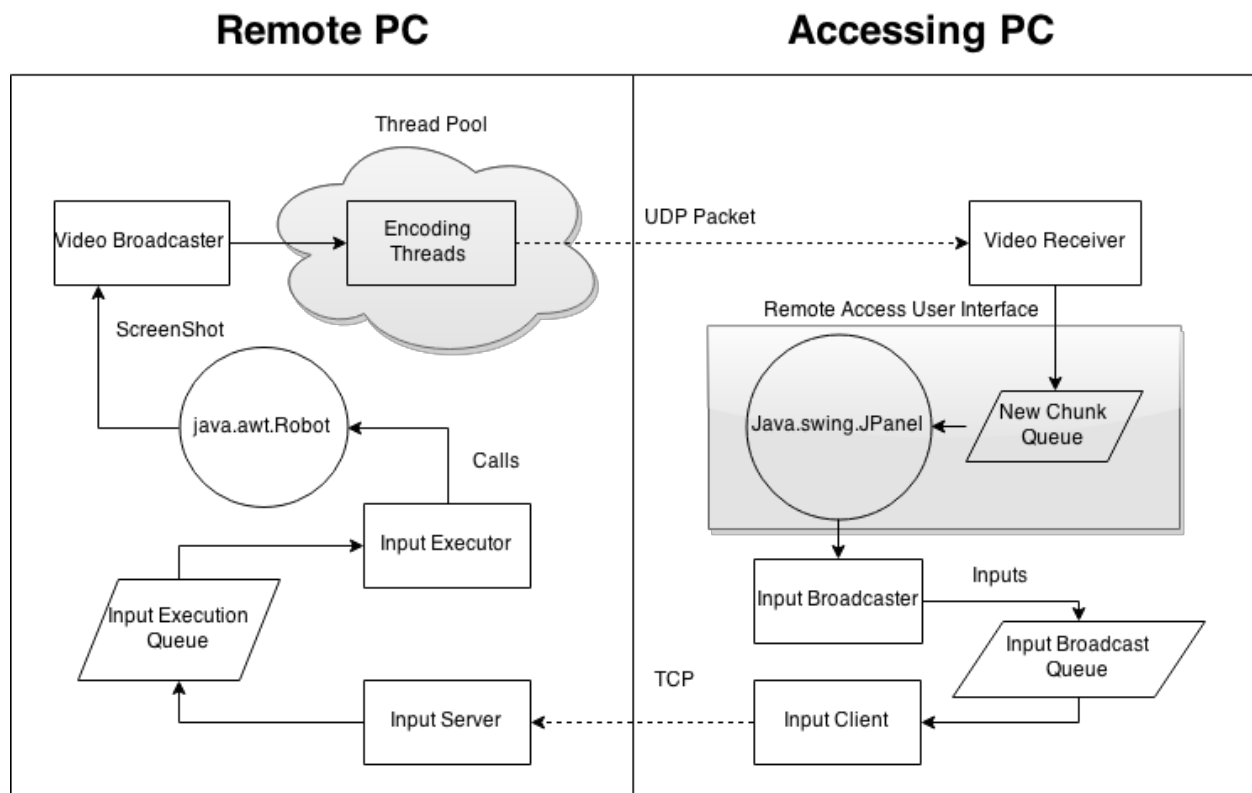 Remote PC
Accessing PC
Thread Pool
Video Broadcaster
Encoding
Threads
UDP Packet
Video Receiver
ScreenShot
Remote Access User Interface
java.awt.Robot
Java.swing.JPanel
New Chunk
Queue
Calls
Input Executor
Input Broadcaster
Inputs
Input Execution
Queue
Input Broadcast
Queue
TCP
Input Server
Input Client